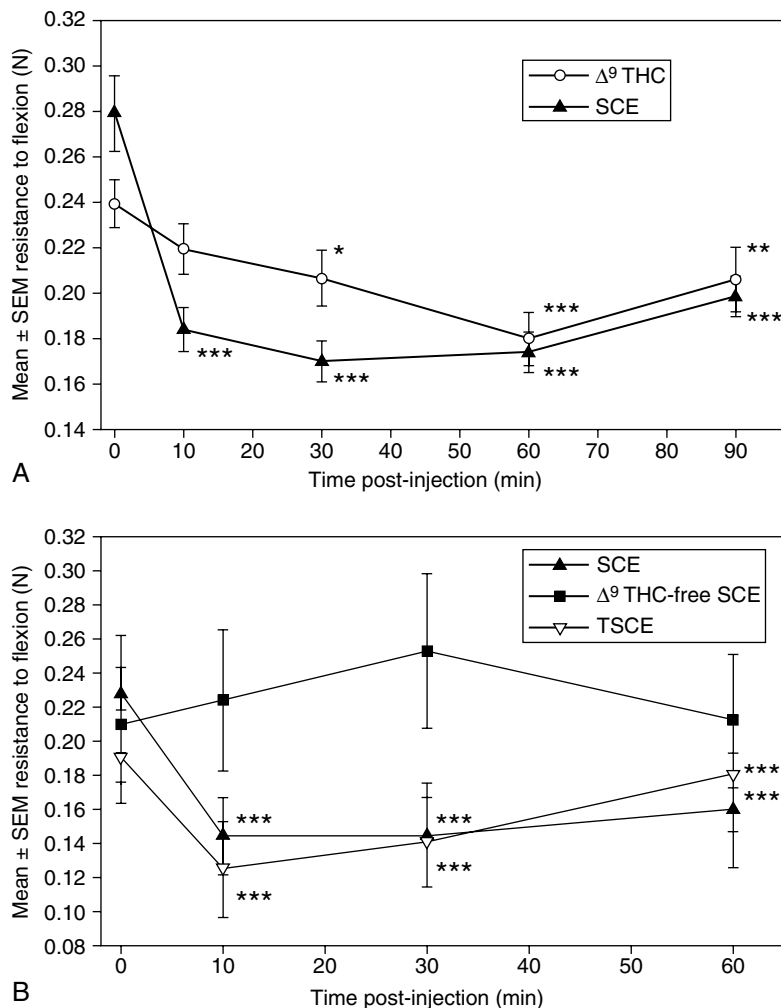 0.32
0.30
0.28
0.26
0.24
0.22
0.20
0.18
0.16
0.14
Mean ± SEM resistance to flexion (N)
Δ⁹ THC
SCE
*
**
***
***
***
***
***
0 10 20 30 40 50 60 70 80 90
Time post-injection (min)
A
0.32
0.30
0.28
0.26
0.24
0.22
0.20
0.18
0.16
0.14
0.12
0.10
0.08
Mean ± SEM resistance to flexion (N)
SCE
Δ⁹ THC-free SCE
TSCE
***
***
***
***
***
***
0 10 20 30 40 50 60
Time post-injection (min)
B